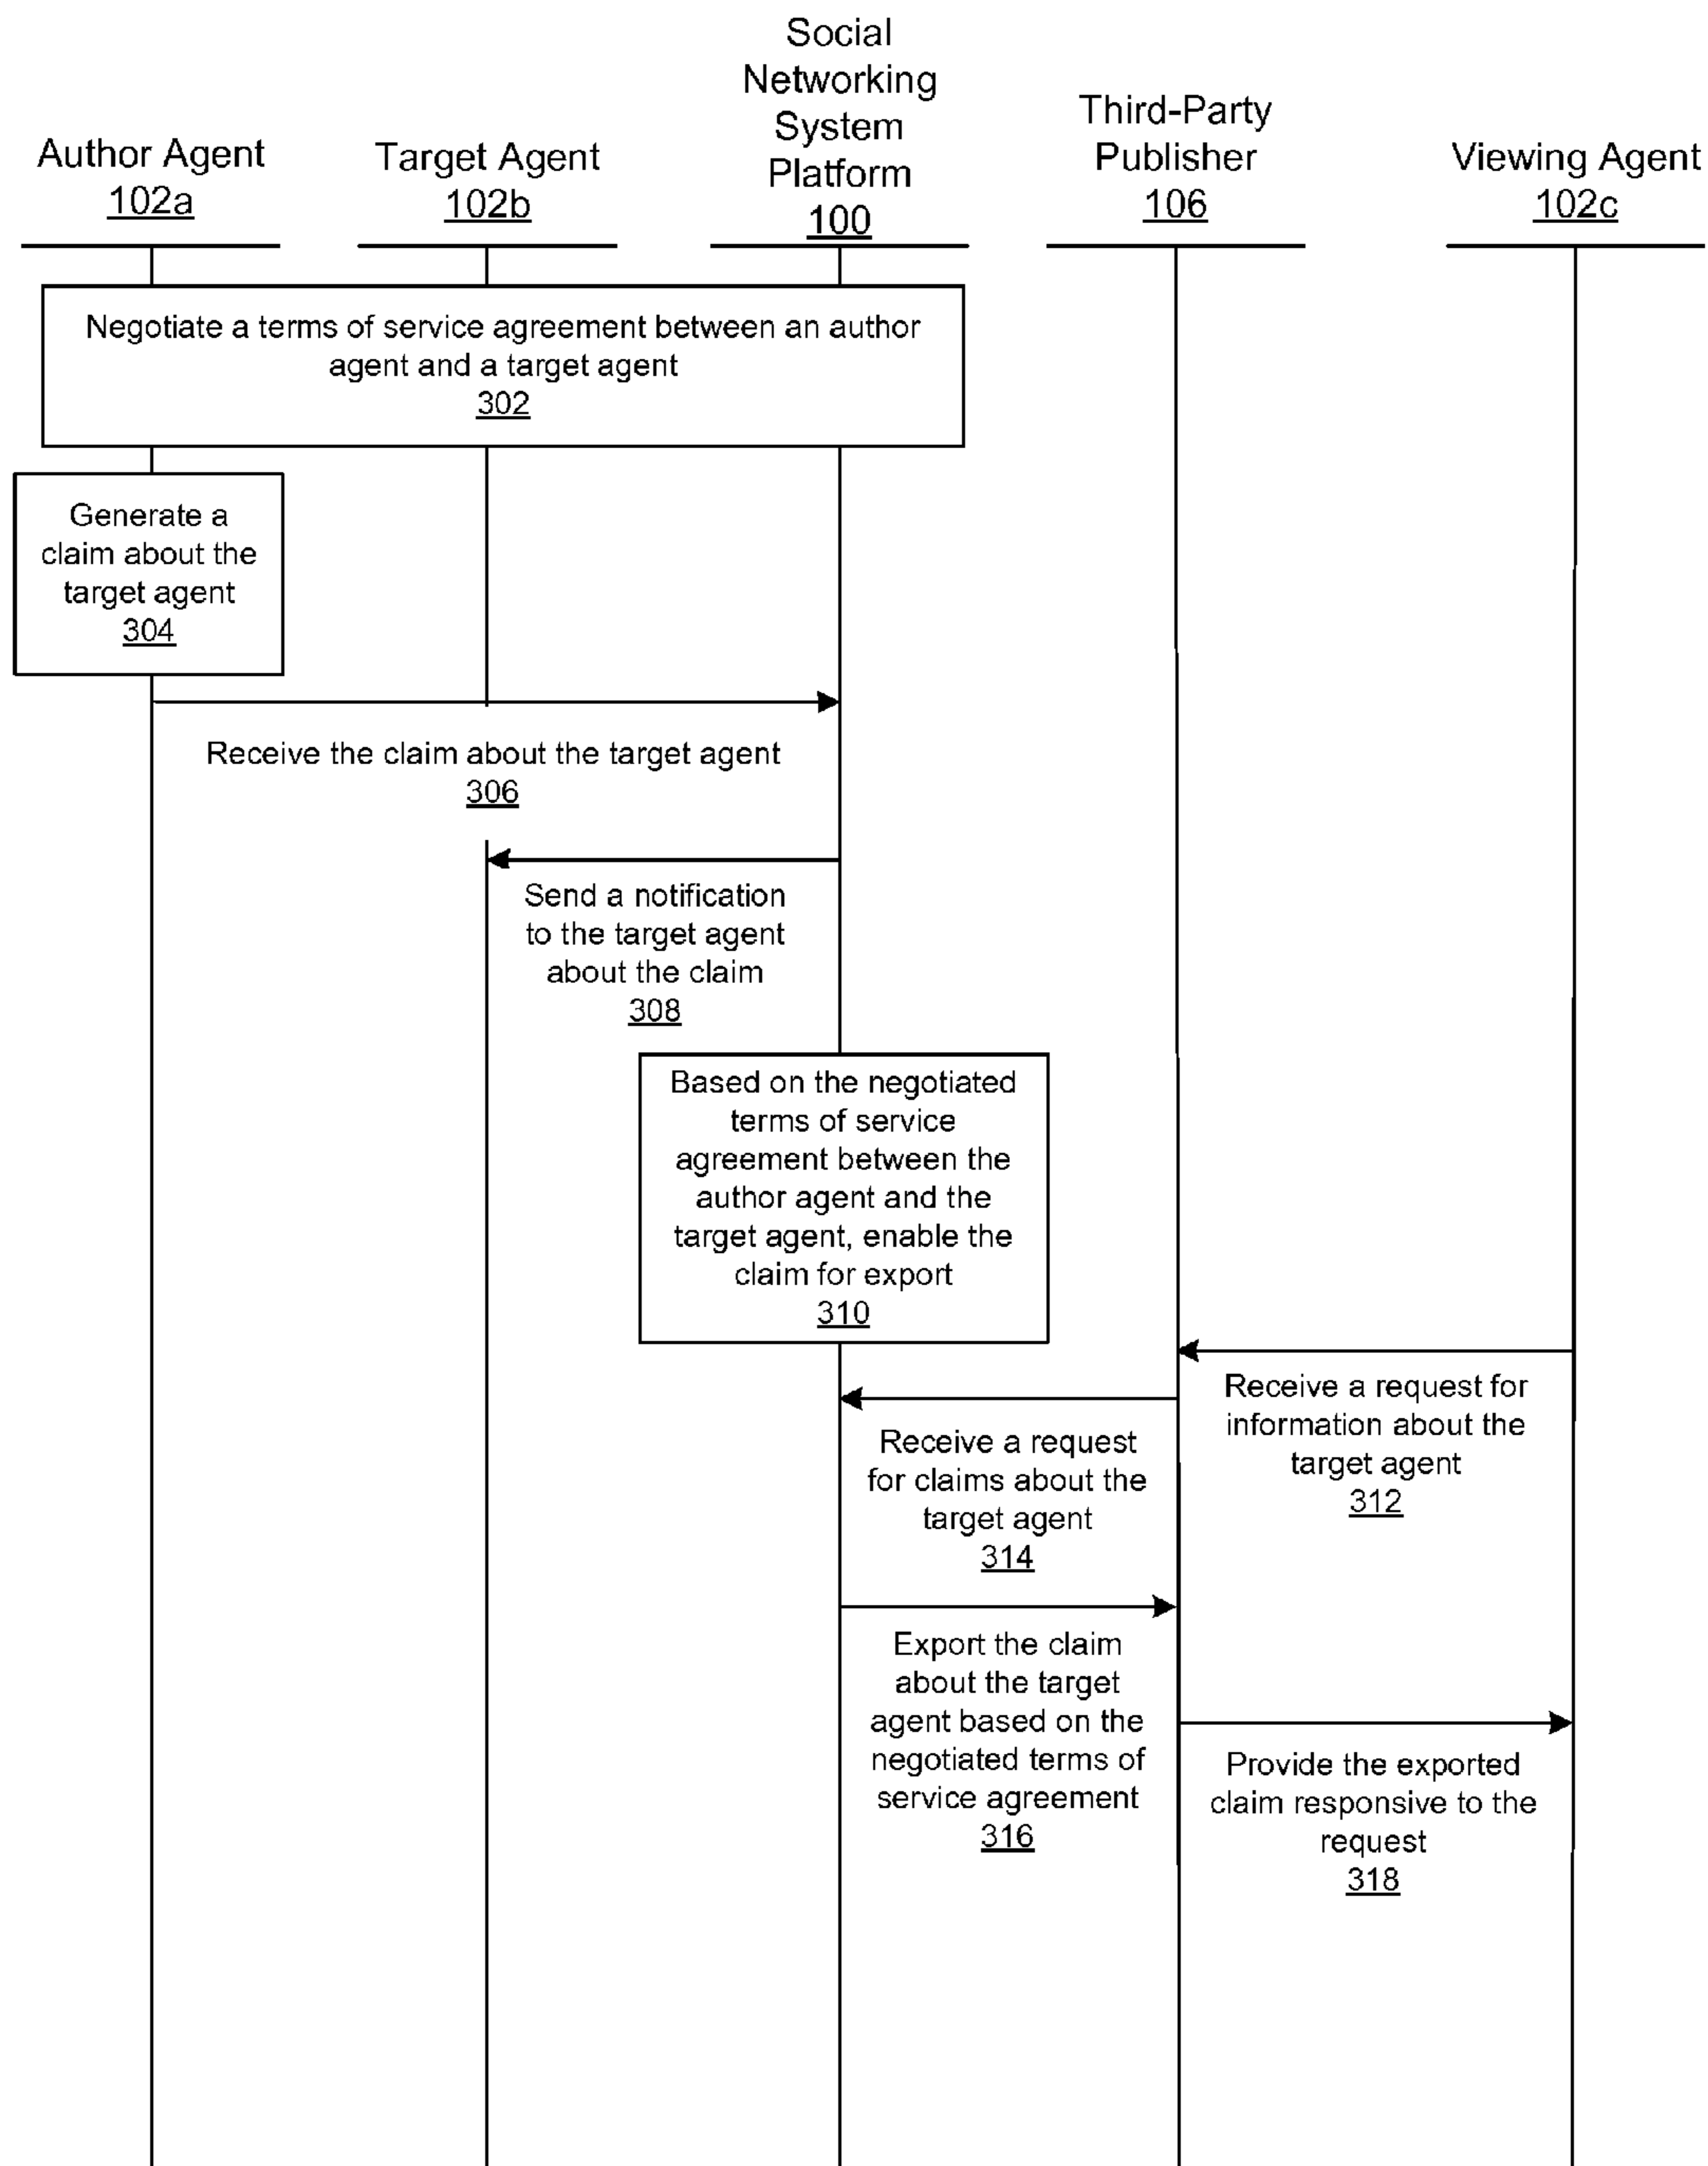 Author Agent
102a
Target Agent
102b
Social
Networking
System
Platform
100
Third-Party
Publisher
106
Viewing Agent
102c
Negotiate a terms of service agreement between an author
agent and a target agent
302
Generate a
claim about the
target agent
304
Receive the claim about the target agent
306
Send a notification
to the target agent
about the claim
308
Based on the negotiated
terms of service
agreement between the
author agent and the
target agent, enable the
claim for export
310
Receive a request for
information about the
target agent
312
Receive a request
for claims about the
target agent
314
Export the claim
about the target
agent based on the
negotiated terms of
service agreement
316
Provide the exported
claim responsive to the
request
318